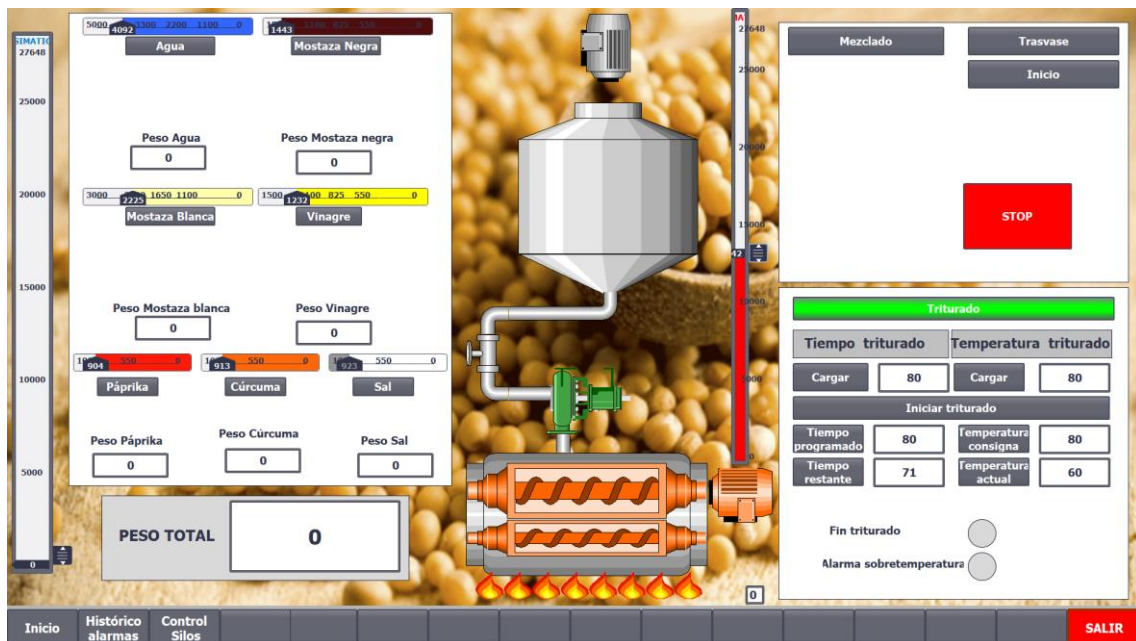 SIMATIC
27648
25000
20000
15000
10000
5000
0
5000 3300 2200 1100 0
4092
Agua
1100 825 550 0
1443
Mostaza Negra
Peso Agua
0
Peso Mostaza negra
0
3000 1650 1100 0
2225
Mostaza Blanca
1500 825 550 0
1232
Vinagre
Peso Mostaza blanca
0
Peso Vinagre
0
550 0
904
Páprika
550 0
913
Cúrcuma
550 0
923
Sal
Peso Páprika
0
Peso Cúrcuma
0
Peso Sal
0
PESO TOTAL
0
27648
25000
20000
15000
10000
5000
0
Mezclado
Trasvase
Inicio
STOP
Triturado
Tiempo triturado
Temperatura triturado
Cargar 80
Cargar 80
Iniciar triturado
Tiempo
programado
80
Temperatura
consigna
80
Tiempo
restante
71
Temperatura
actual
60
Fin triturado
Alarma sobretemperatura
Inicio
Histórico
alarmas
Control
Silos
SALIR